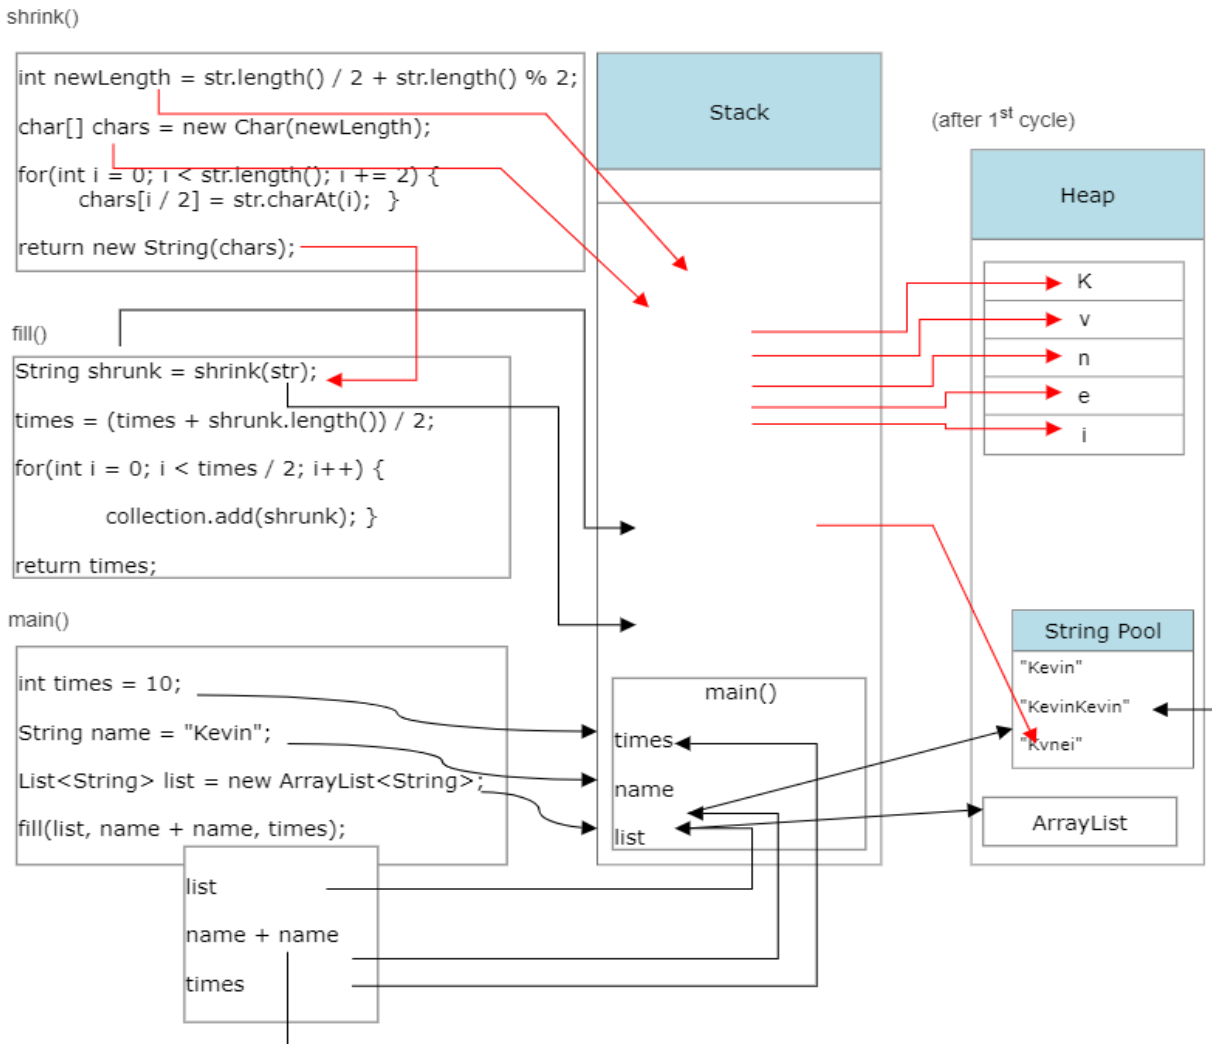 shrink()
int newLength = str.length() / 2 + str.length() % 2;
char[] chars = new Char(newLength);
for(int i = 0; i < str.length(); i += 2) {
chars[i / 2] = str.charAt(i);  }
return new String(chars);
Stack
(after 1st cycle)
Heap
K
v
n
e
i
fill()
String shrunk = shrink(str);
times = (times + shrunk.length()) / 2;
for(int i = 0; i < times / 2; i++) {
collection.add(shrunk); }
return times;
String Pool
"Kevin"
"KevinKevin"
"Kvnei"
ArrayList
main()
int times = 10;
String name = "Kevin";
List<String> list = new ArrayList<String>;
fill(list, name + name, times);
main()
times
name
list
list
name + name
times